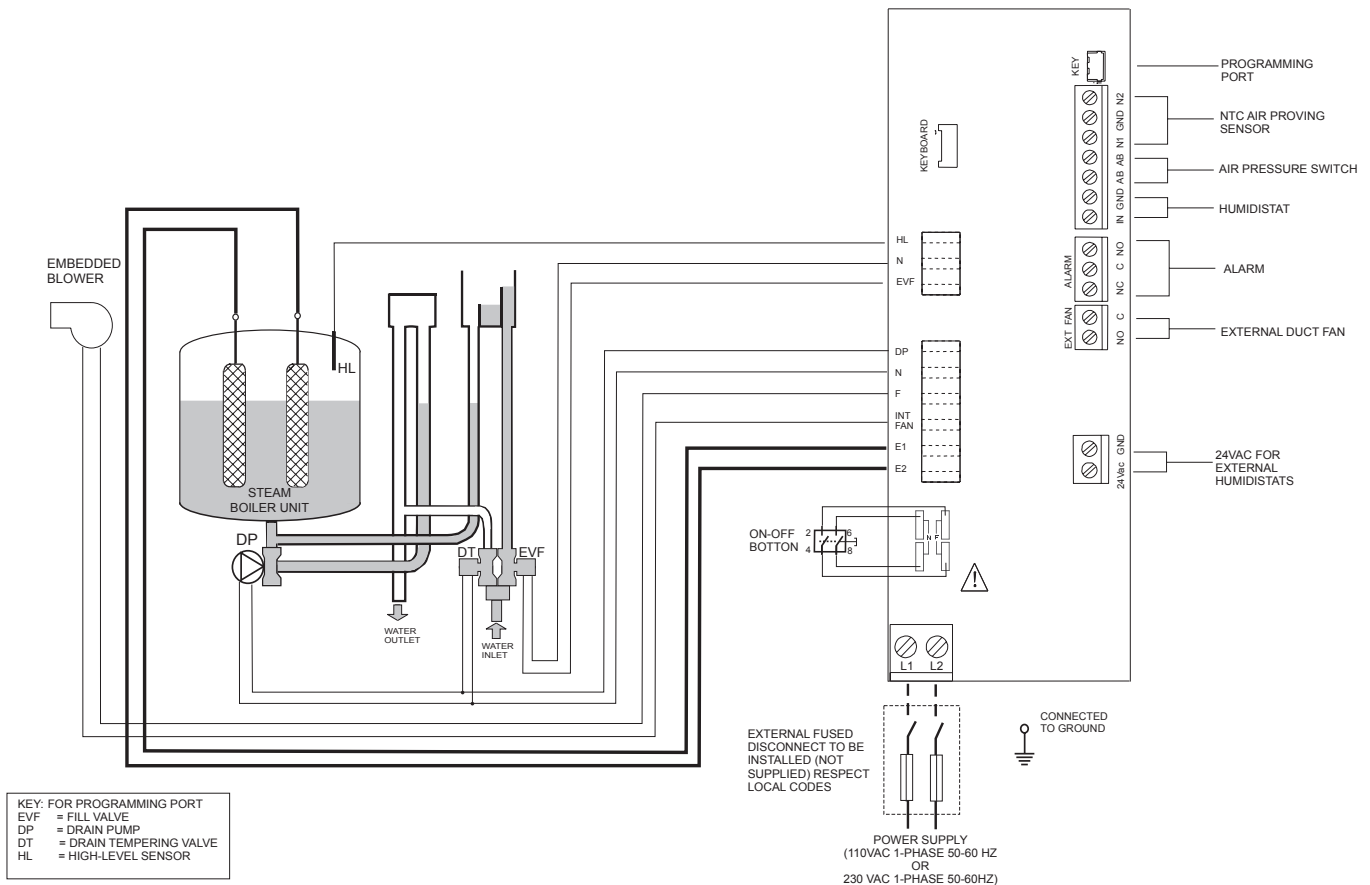 KEY
PROGRAMMING
PORT
N2
GND
N1
NTC AIR PROVING
SENSOR
KEYBOARD
AB
AB
AIR PRESSURE SWITCH
GND
IN
HUMIDISTAT
HL
N
EVF
ALARM
NO
C
NC
ALARM
EMBEDDED
BLOWER
EXT FAN
C
NO
EXTERNAL DUCT FAN
HL
DP
N
F
INT
FAN
E1
E2
GND
24Vac
24VAC FOR
EXTERNAL
HUMIDISTATS
STEAM
BOILER UNIT
DP
DT
EVF
ON-OFF
BOTTON
2
6
4
8
N F
!
WATER
OUTLET
WATER
INLET
L1
L2
CONNECTED
TO GROUND
EXTERNAL FUSED
DISCONNECT TO BE
INSTALLED (NOT
SUPPLIED) RESPECT
LOCAL CODES
KEY: FOR PROGRAMMING PORT
EVF = FILL VALVE
DP = DRAIN PUMP
DT = DRAIN TEMPERING VALVE
HL = HIGH-LEVEL SENSOR
POWER SUPPLY
(110VAC 1-PHASE 50-60 HZ
OR
230 VAC 1-PHASE 50-60HZ)